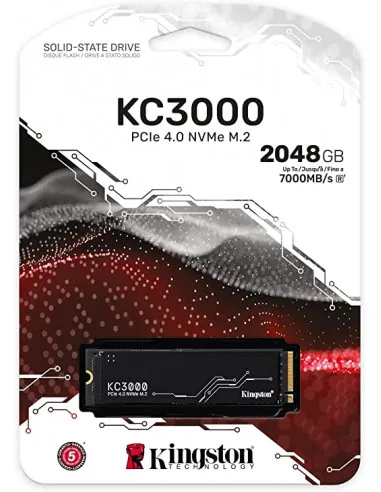 SOLID-STATE DRIVE
DISQUE FLASH / DRIVE A STATO SOLIDO
KC3000
PCIe 4.0 NVMe M.2
2048GB
Up To / Jusqu'à / Fino a
7000MB/s
KC3000
PCIe 4.0 NVMe M.2
Kingston
5
Kingston
TECHNOLOGY